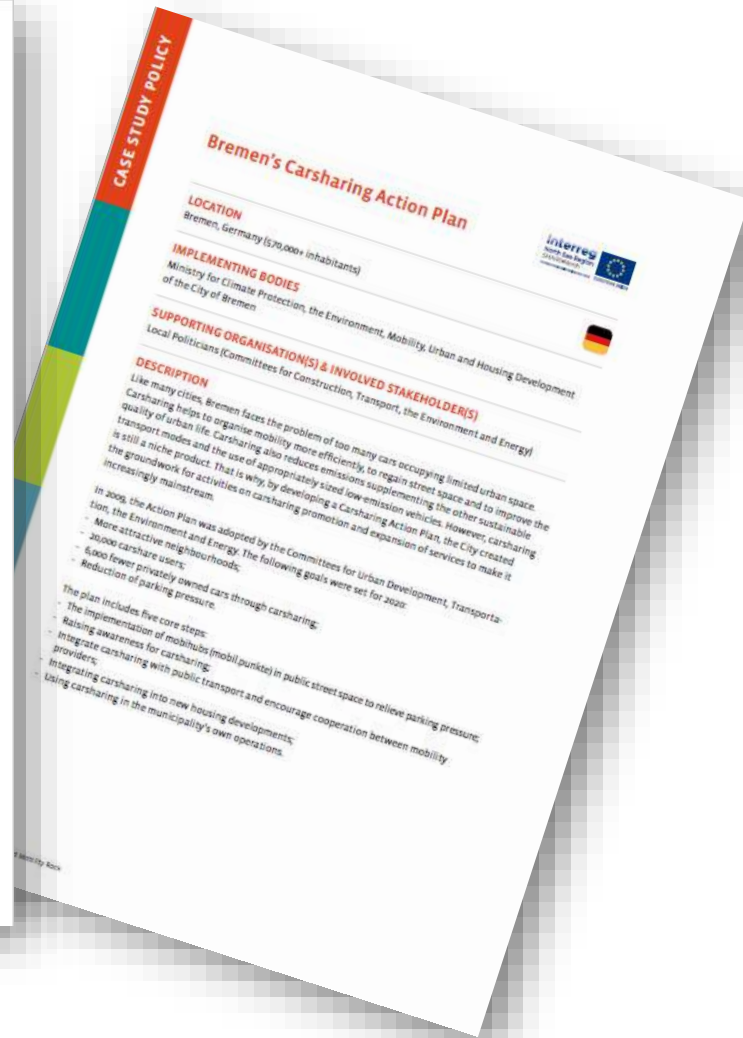 CASE STUDY POLICY
Bremen's Carsharing Action Plan
Interreg
North Sea Region
EUROPEAN UNION
LOCATION
Bremen, Germany (570,000+ inhabitants)
IMPLEMENTING BODIES
Ministry for Climate Protection, the Environment, Mobility, Urban and Housing Development
of the City of Bremen
SUPPORTING ORGANISATION(S) & INVOLVED STAKEHOLDER(S)
Local Politicians (Committees for Construction, Transport, the Environment and Energy)
DESCRIPTION
Like many cities, Bremen faces the problem of too many cars occupying limited urban space.
Carsharing helps to organise mobility more efficiently, to regain street space and to improve the
quality of urban life. Carsharing also reduces emissions supplementing the other sustainable
transport modes and the use of appropriately sized low emission vehicles. However, carsharing
is still a niche product. That is why, by developing a Carsharing Action Plan, the City created
the groundwork for activities on carsharing promotion and expansion of services to make it
increasingly mainstream.
In 2009, the Action Plan was adopted by the Committees for Urban Development, Transporta-
tion, the Environment and Energy. The following goals were set for 2020:
- More attractive neighbourhoods;
- 20,000 carshare users;
- 6,000 fewer privately owned cars through carsharing;
- Reduction of parking pressure.
The plan includes five core steps:
- The implementation of mobihubs (mobil.punkte) in public street space to relieve parking pressure;
- Raising awareness for carsharing;
- Integrate carsharing with public transport and encourage cooperation between mobility
providers;
- Integrating carsharing into new housing developments;
- Using carsharing in the municipality's own operations.
Mobility Rock